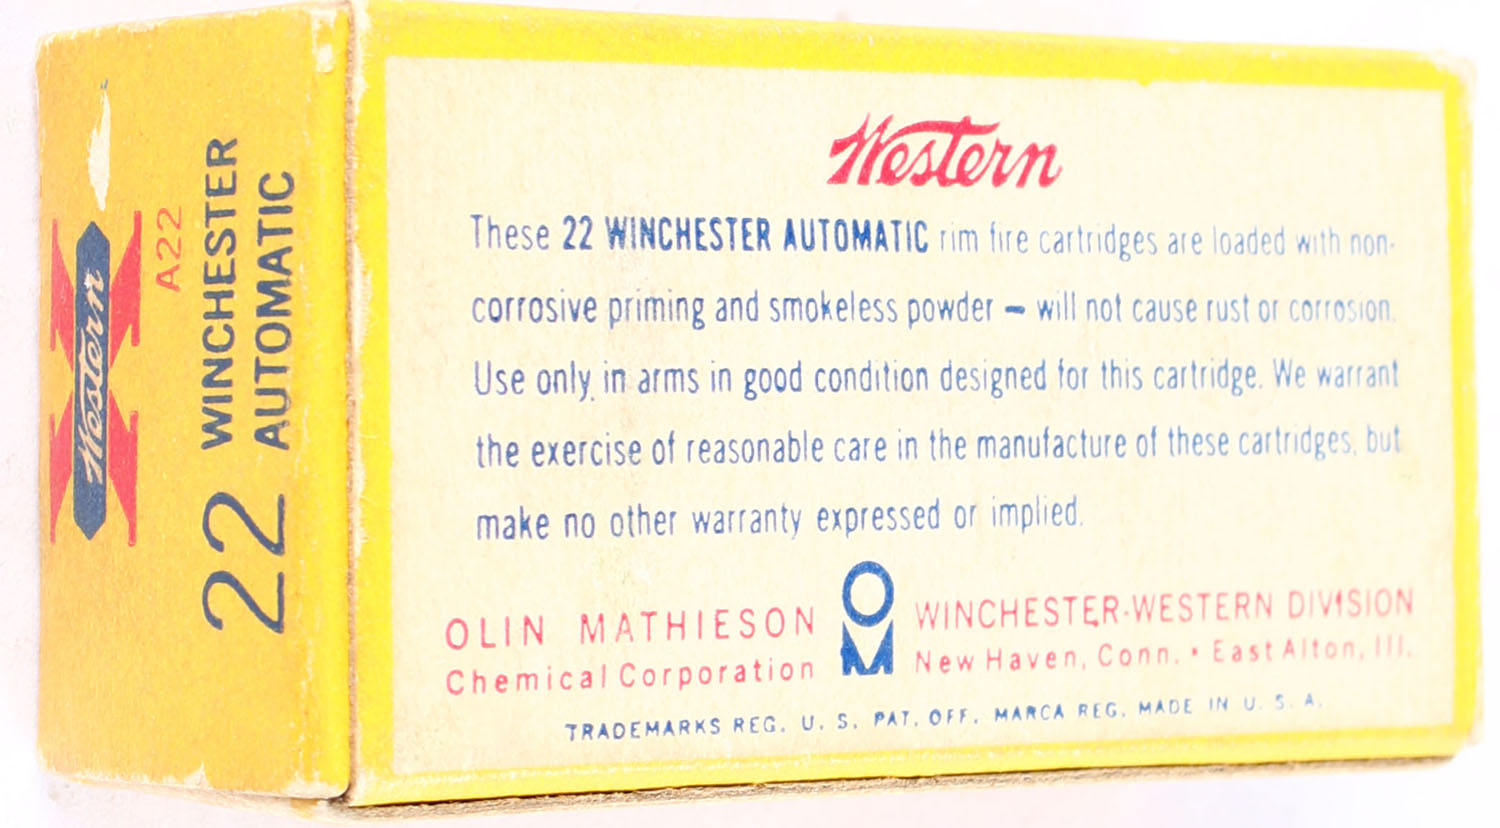 Western
A22
22 WINCHESTER
AUTOMATIC
Western
These 22 WINCHESTER AUTOMATIC rim fire cartridges are loaded with non-
corrosive priming and smokeless powder — will not cause rust or corrosion.
Use only in arms in good condition designed for this cartridge. We warrant
the exercise of reasonable care in the manufacture of these cartridges, but
make no other warranty expressed or implied.
OLIN MATHIESON
Chemical Corporation
OM
WINCHESTER-WESTERN DIVISION
New Haven, Conn. • East Alton, Ill.
TRADEMARKS REG. U. S. PAT. OFF. MARCA REG. MADE IN U. S. A.